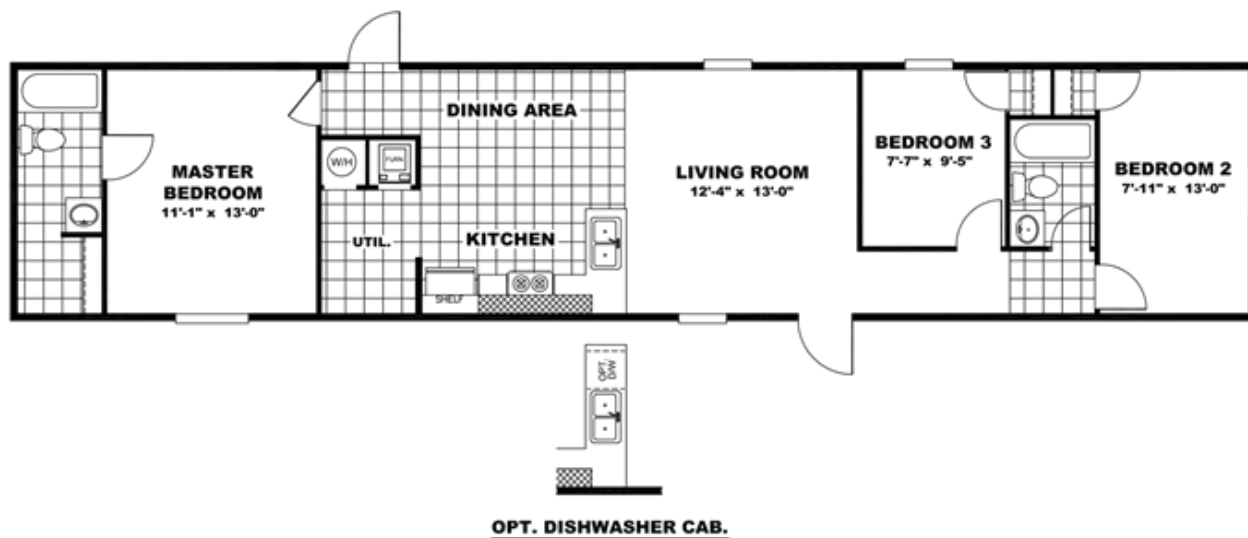 DINING AREA
MASTER
BEDROOM
11'-1" x 13'-0"
W/H
FURN
UTIL.
KITCHEN
SHELF
LIVING ROOM
12'-4" x 13'-0"
BEDROOM 3
7'-7" x 9'-5"
BEDROOM 2
7'-11" x 13'-0"
OPT.
D/W
OPT. DISHWASHER CAB.